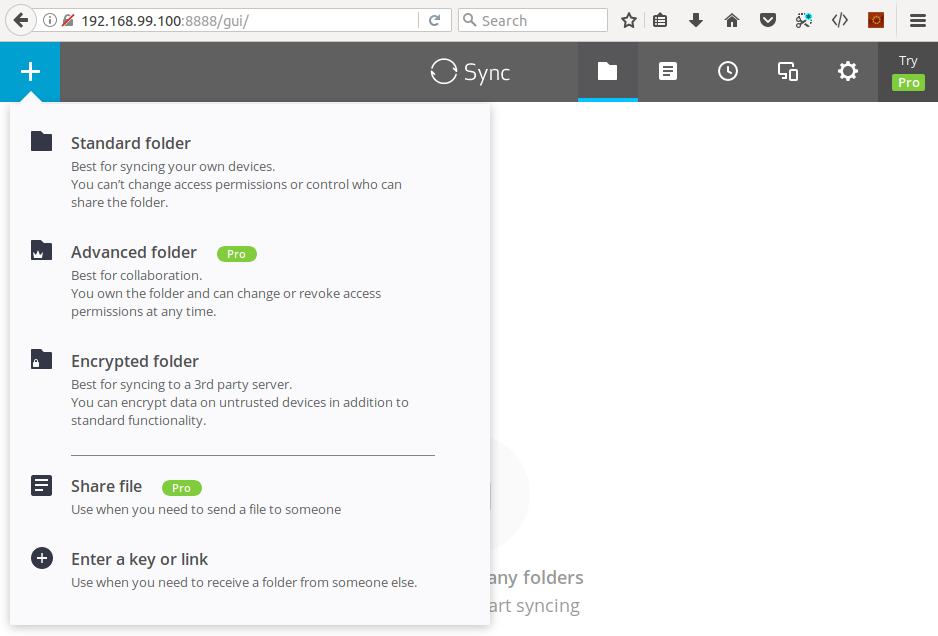 192.168.99.100:8888/gui/
Search
Sync
Try
Pro
Standard folder
Best for syncing your own devices.
You can’t change access permissions or control who can
share the folder.
Advanced folder Pro
Best for collaboration.
You own the folder and can change or revoke access
permissions at any time.
Encrypted folder
Best for syncing to a 3rd party server.
You can encrypt data on untrusted devices in addition to
standard functionality.
Share file Pro
Use when you need to send a file to someone
Enter a key or link
Use when you need to receive a folder from someone else.
any folders
art syncing